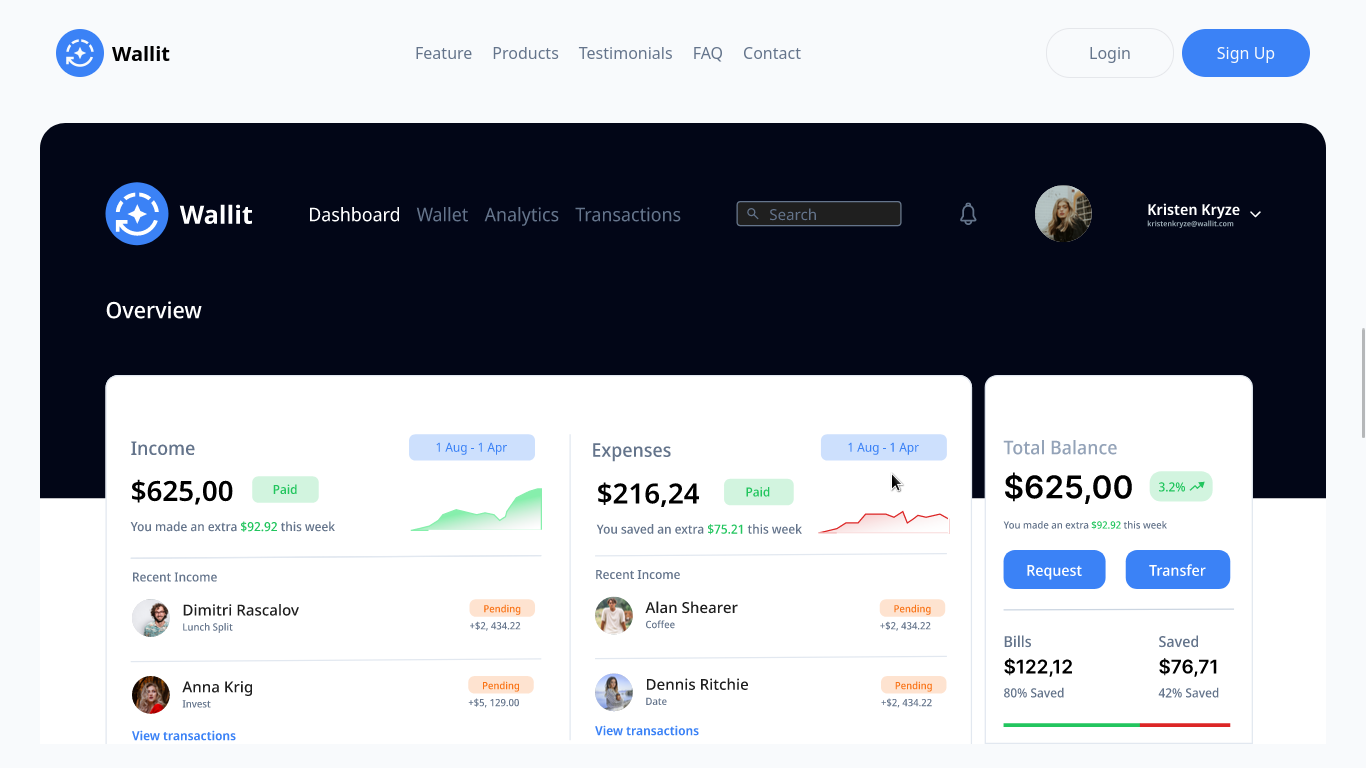 Wallit
Feature Products Testimonials FAQ Contact
Login
Sign Up
Wallit
Dashboard Wallet Analytics Transactions
Search
Kristen Kryze
kristenkryze@wallit.com
Overview
Income
1 Aug - 1 Apr
$625,00
Paid
You made an extra $92.92 this week
Recent Income
Dimitri Rascalov
Lunch Split
Pending
+$2, 434.22
Anna Krig
Invest
Pending
+$5, 129.00
View transactions
Expenses
1 Aug - 1 Apr
$216,24
Paid
You saved an extra $75.21 this week
Recent Income
Alan Shearer
Coffee
Pending
+$2, 434.22
Dennis Ritchie
Date
Pending
+$2, 434.22
View transactions
Total Balance
$625,00
3.2%
You made an extra $92.92 this week
Request
Transfer
Bills
$122,12
80% Saved
Saved
$76,71
42% Saved